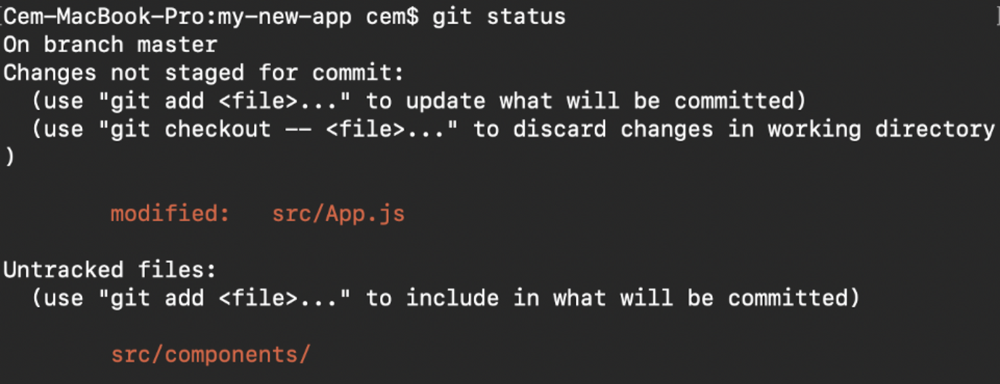 Cem-MacBook-Pro:my-new-app cem$ git status
On branch master
Changes not staged for commit:
  (use "git add <file>..." to update what will be committed)
  (use "git checkout -- <file>..." to discard changes in working directory
)
        modified:   src/App.js
Untracked files:
  (use "git add <file>..." to include in what will be committed)
        src/components/